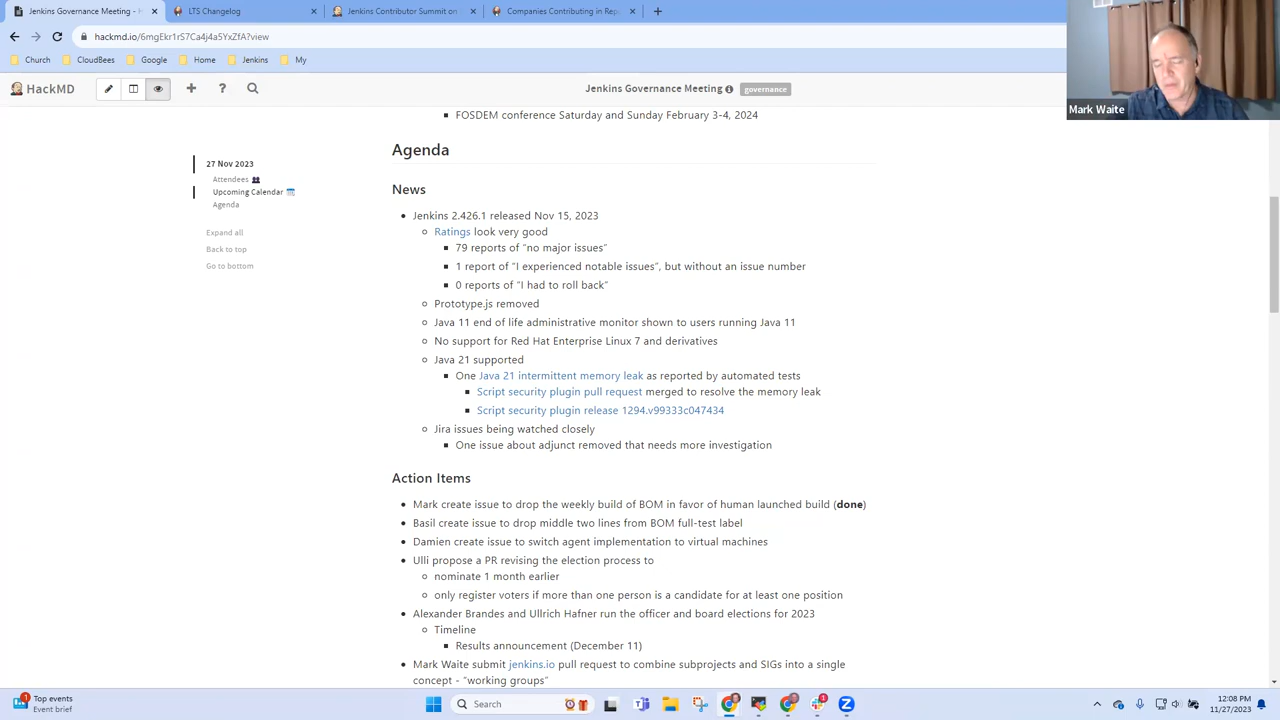 Jenkins Governance Meeting -
LTS Changelog
Jenkins Contributor Summit on
Companies Contributing in Rep
hackmd.io/6mgEkr1rS7Ca4j4a5YxZfA?view
Church
CloudBees
Google
Home
Jenkins
My
HackMD
Jenkins Governance Meeting
governance
Mark Waite
27 Nov 2023
Attendees
Upcoming Calendar
Agenda
Expand all
Back to top
Go to bottom
FOSDEM conference Saturday and Sunday February 3-4, 2024
Agenda
News
Jenkins 2.426.1 released Nov 15, 2023
Ratings look very good
79 reports of “no major issues”
1 report of “I experienced notable issues”, but without an issue number
0 reports of “I had to roll back”
Prototype.js removed
Java 11 end of life administrative monitor shown to users running Java 11
No support for Red Hat Enterprise Linux 7 and derivatives
Java 21 supported
One Java 21 intermittent memory leak as reported by automated tests
Script security plugin pull request merged to resolve the memory leak
Script security plugin release 1294.v99333c047434
Jira issues being watched closely
One issue about adjunct removed that needs more investigation
Action Items
Mark create issue to drop the weekly build of BOM in favor of human launched build (done)
Basil create issue to drop middle two lines from BOM full-test label
Damien create issue to switch agent implementation to virtual machines
Ulli propose a PR revising the election process to
nominate 1 month earlier
only register voters if more than one person is a candidate for at least one position
Alexander Brandes and Ullrich Hafner run the officer and board elections for 2023
Timeline
Results announcement (December 11)
Mark Waite submit jenkins.io pull request to combine subprojects and SIGs into a single
concept - “working groups”
Top events
Event brief
Search
12:08 PM
11/27/2023